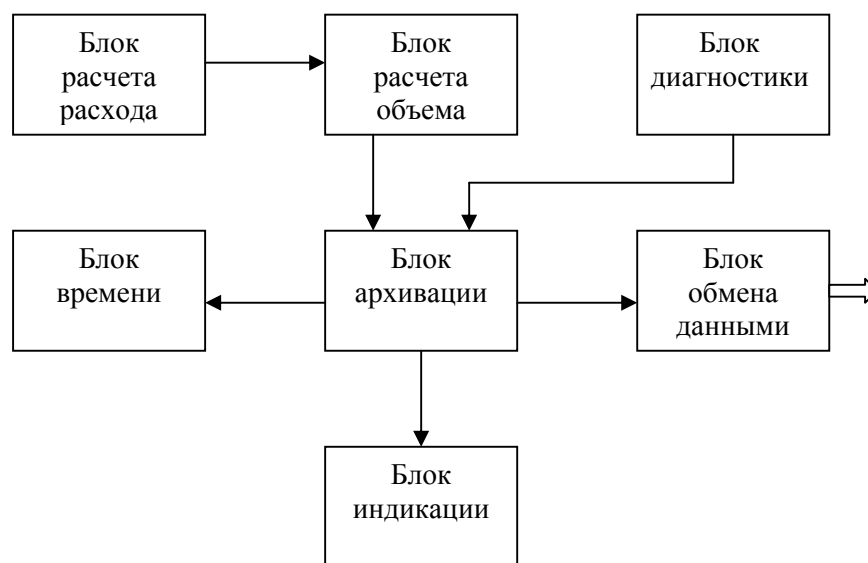 Блок
расчета
расхода
Блок
расчета
объема
Блок
диагностики
Блок
времени
Блок
архивации
Блок
обмена
данными
Блок
индикации